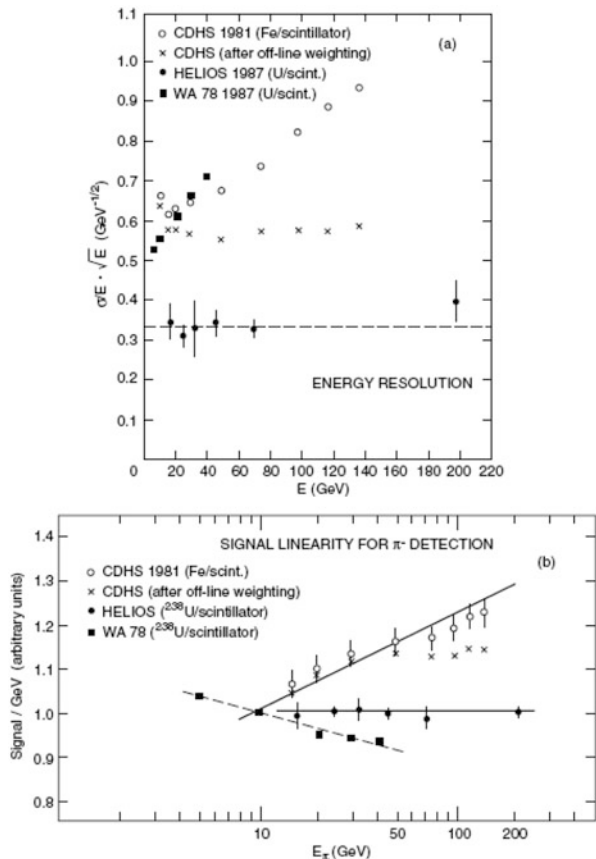 1.1
1.0
0.9
0.8
0.7
0.6
0.5
0.4
0.3
0.2
0.1
σ/E · √E (GeV⁻¹/²)
○ CDHS 1981 (Fe/scintillator)
× CDHS (after off-line weighting)
● HELIOS 1987 (U/scint.)
■ WA 78 1987 (U/scint.)
(a)
ENERGY RESOLUTION
0 20 40 60 80 100 120 140 160 180 200 220
E (GeV)
1.4
1.3
1.2
1.1
1.0
0.9
0.8
Signal / GeV (arbitrary units)
SIGNAL LINEARITY FOR π- DETECTION
(b)
○ CDHS 1981 (Fe/scint.)
× CDHS (after off-line weighting)
● HELIOS (²³⁸U/scintillator)
■ WA 78 (²³⁸U/scintillator)
10 50 100 200
Eπ(GeV)